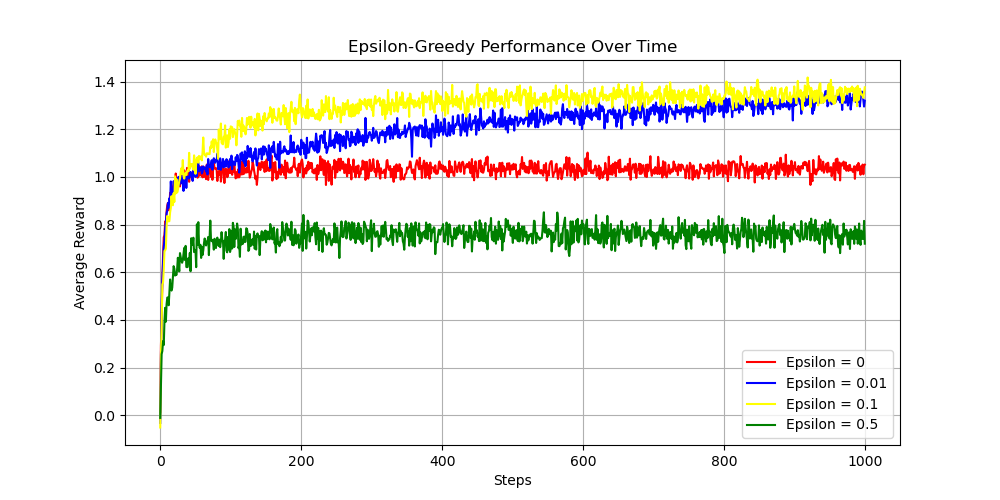 Epsilon-Greedy Performance Over Time
Average Reward
1.4
1.2
1.0
0.8
0.6
0.4
0.2
0.0
Epsilon = 0
Epsilon = 0.01
Epsilon = 0.1
Epsilon = 0.5
0 200 400 600 800 1000
Steps